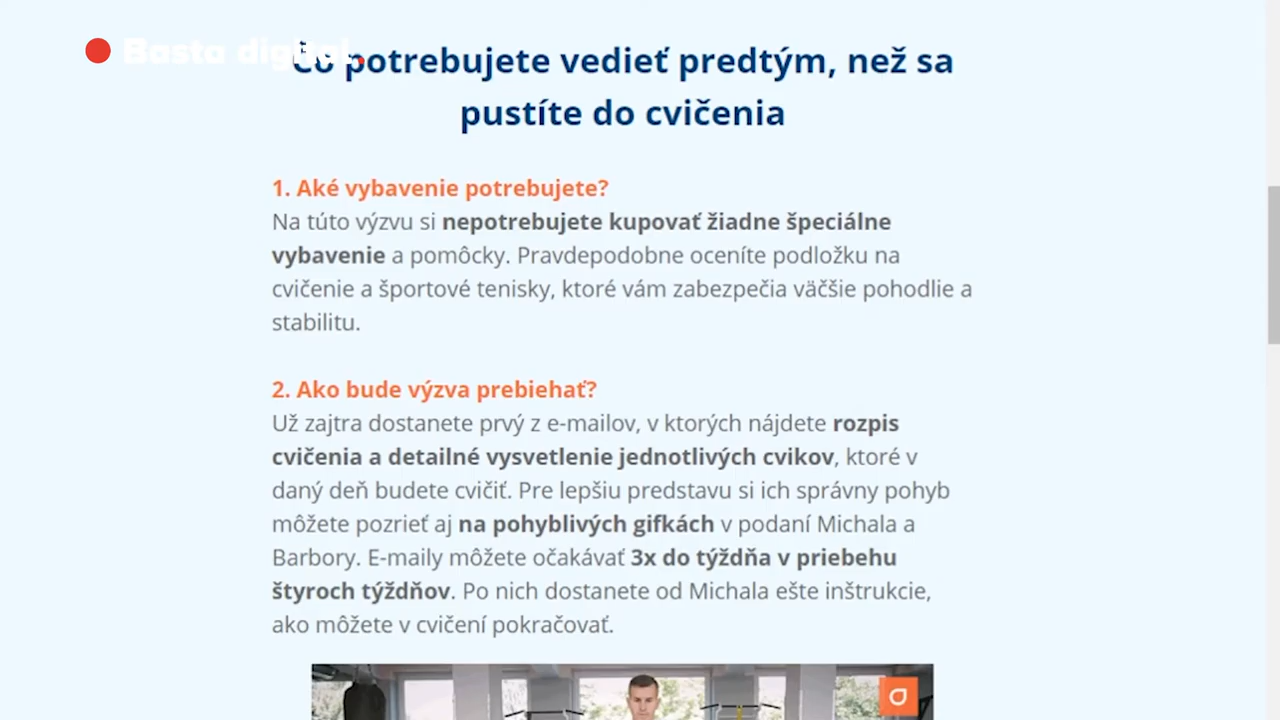 Basta digital.
Čo potrebujete vedieť predtým, než sa
pustíte do cvičenia
1. Aké vybavenie potrebujete?
Na túto výzvu si nepotrebujete kupovať žiadne špeciálne
vybavenie a pomôcky. Pravdepodobne oceníte podložku na
cvičenie a športové tenisky, ktoré vám zabezpečia väčšie pohodlie a
stabilitu.
2. Ako bude výzva prebiehať?
Už zajtra dostanete prvý z e-mailov, v ktorých nájdete rozpis
cvičenia a detailné vysvetlenie jednotlivých cvikov, ktoré v
daný deň budete cvičiť. Pre lepšiu predstavu si ich správny pohyb
môžete pozrieť aj na pohyblivých gifkách v podaní Michala a
Barbory. E-maily môžete očakávať 3x do týždňa v priebehu
štyroch týždňov. Po nich dostanete od Michala ešte inštrukcie,
ako môžete v cvičení pokračovať.